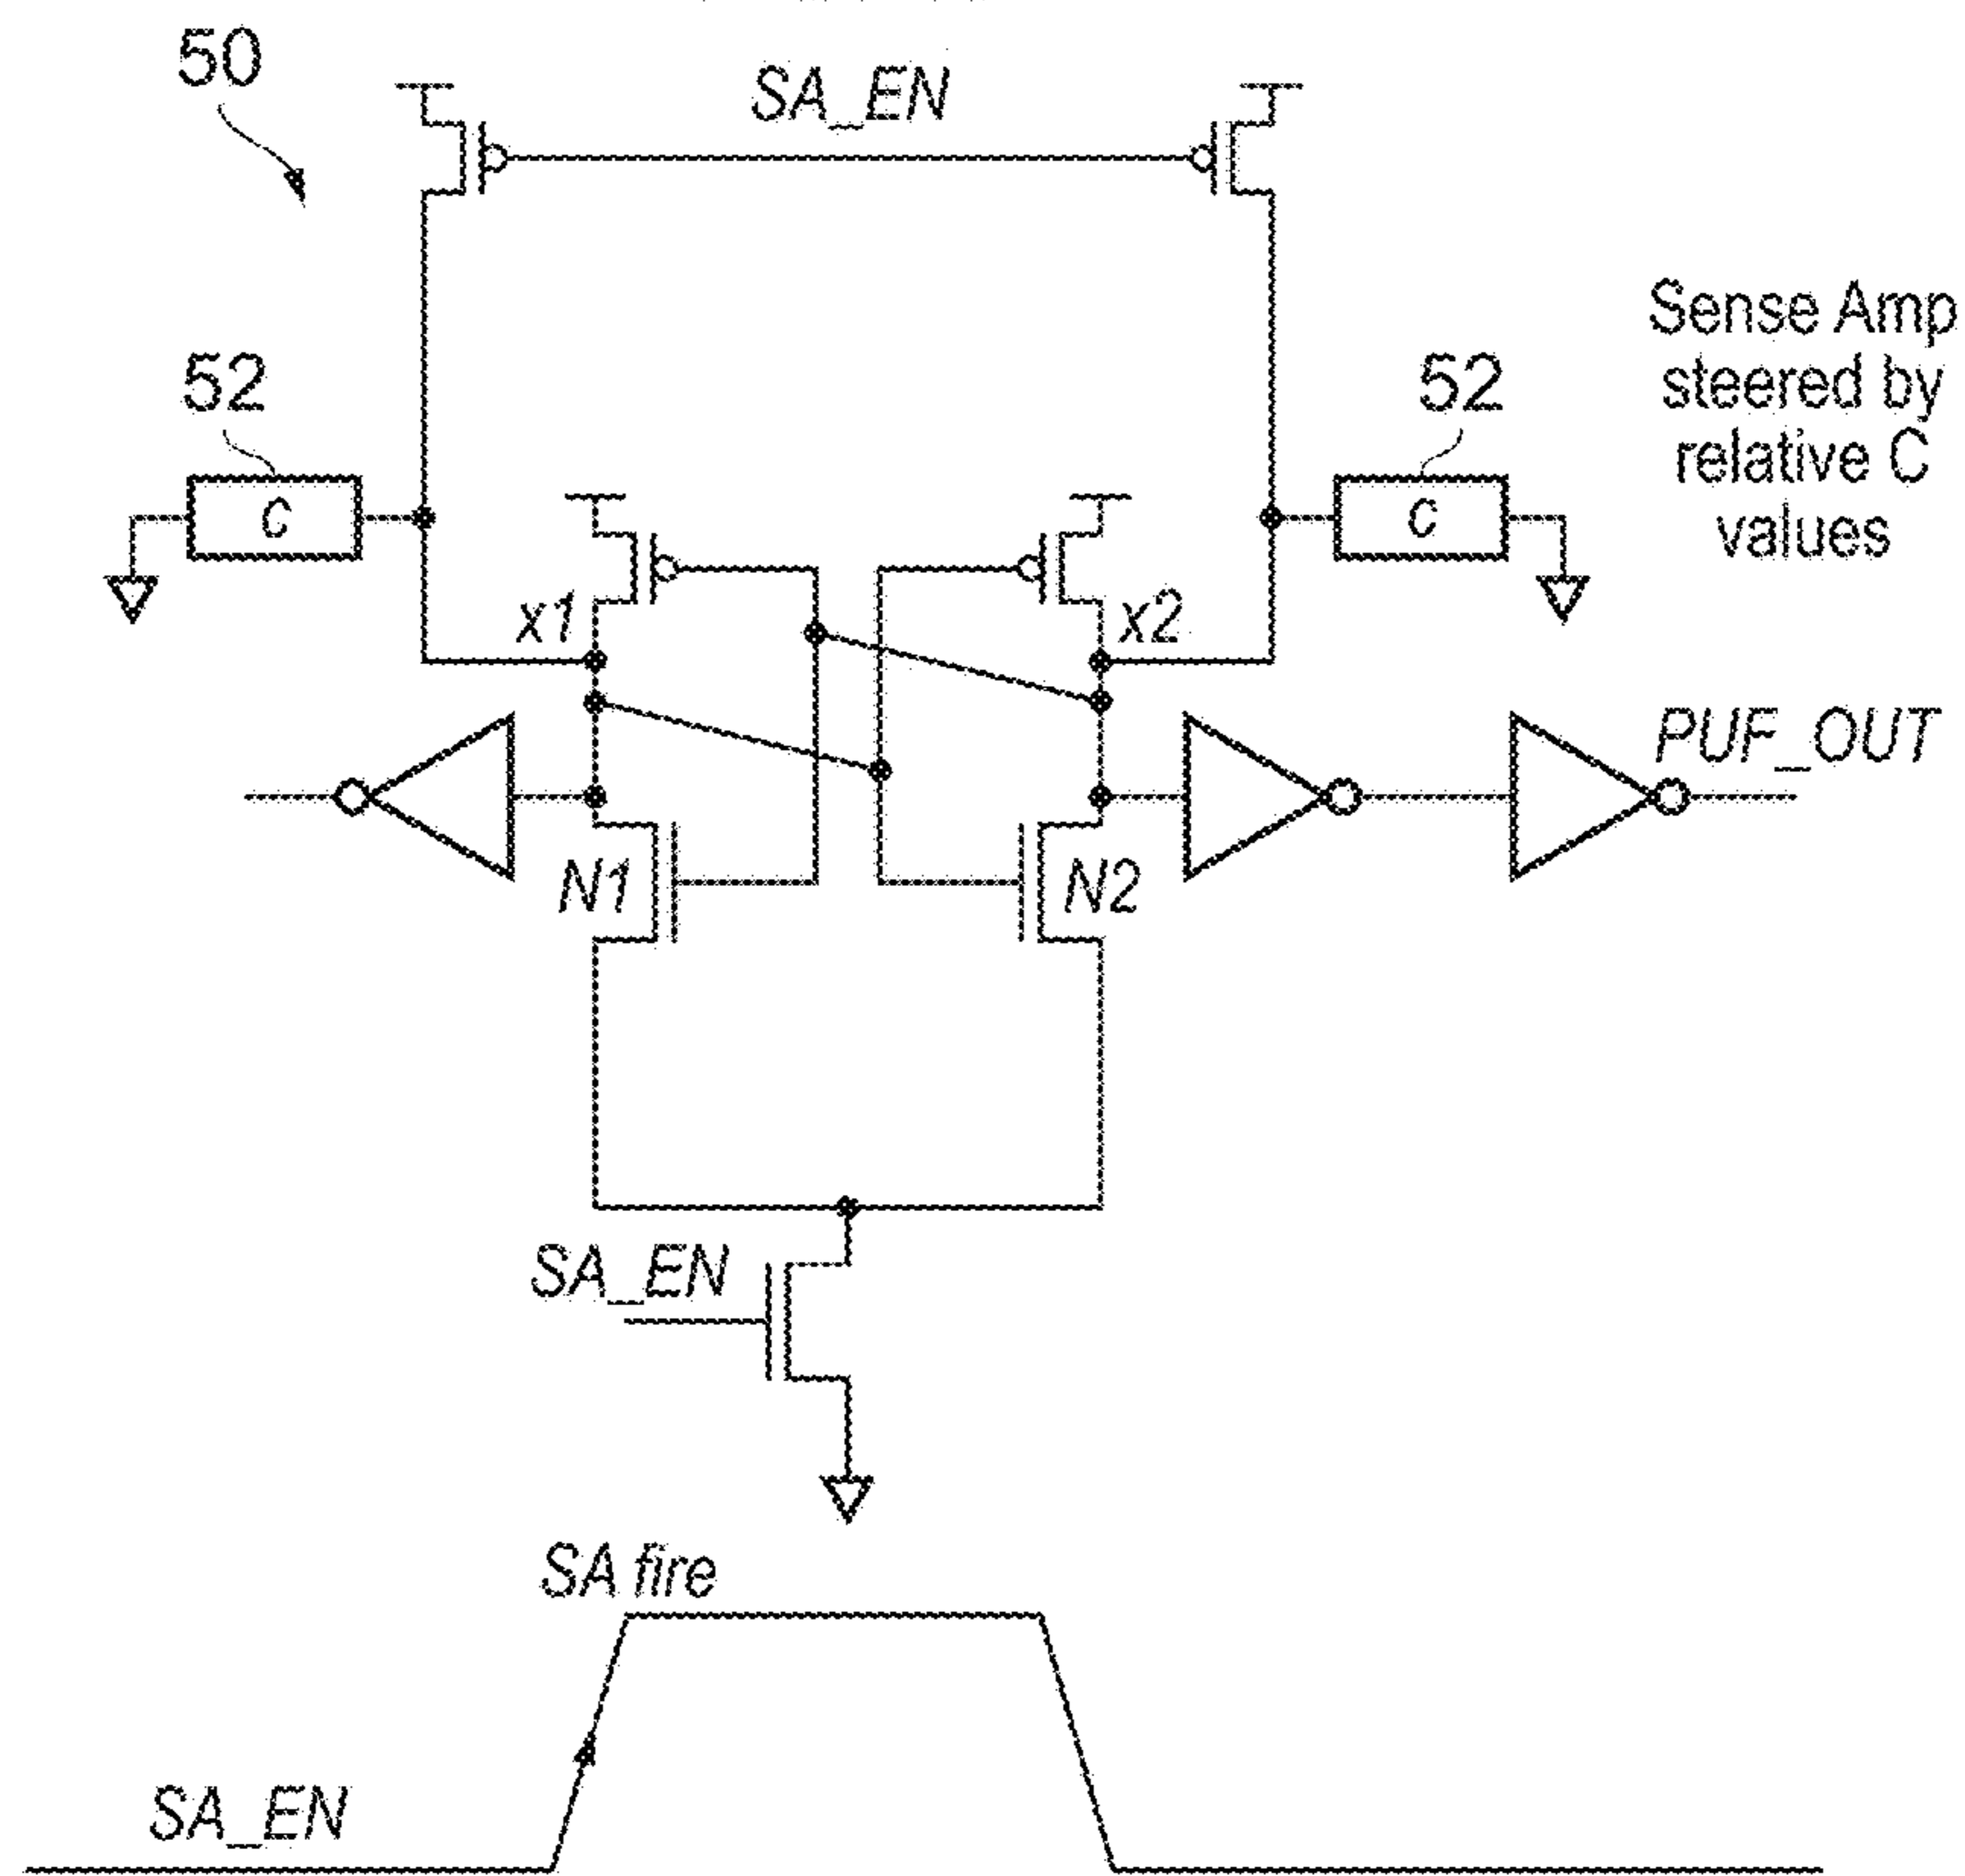 50
SA_EN
52
C
52
C
Sense Amp
steered by
relative C
values
x1
x2
PUF_OUT
N1
N2
SA_EN
SA fire
SA_EN